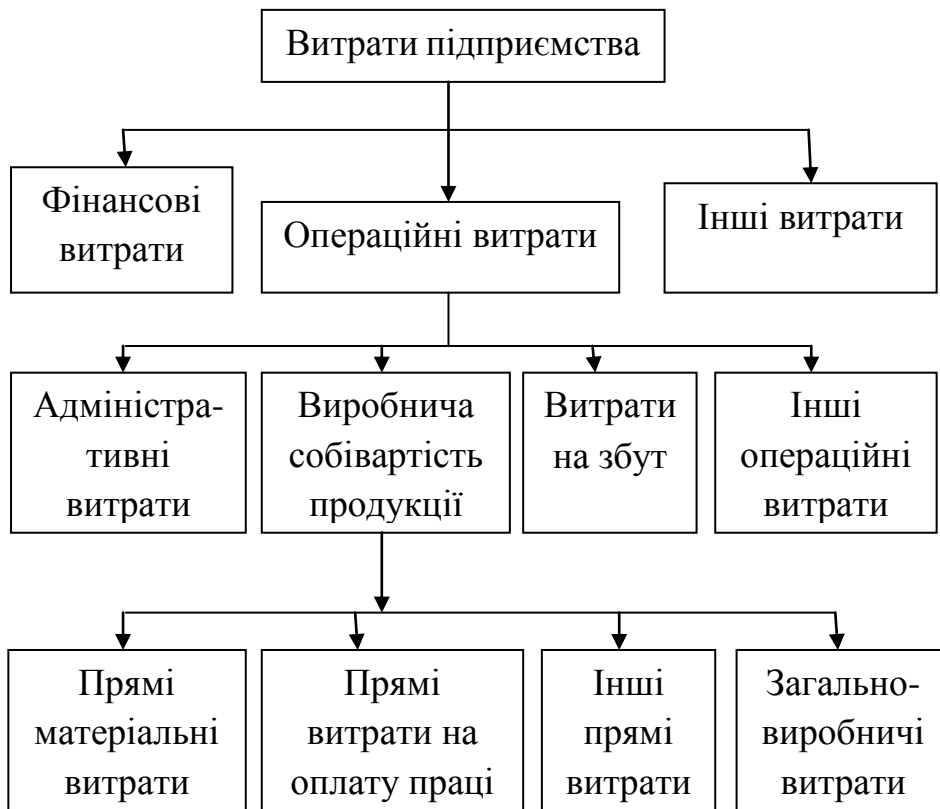 Витрати підприємства
Фінансові
витрати
Операційні витрати
Інші витрати
Адміністра-
тивні
витрати
Виробнича
собівартість
продукції
Витрати
на збут
Інші
операційні
витрати
Прямі
матеріальні
витрати
Прямі
витрати на
оплату праці
Інші
прямі
витрати
Загально-
виробничі
витрати